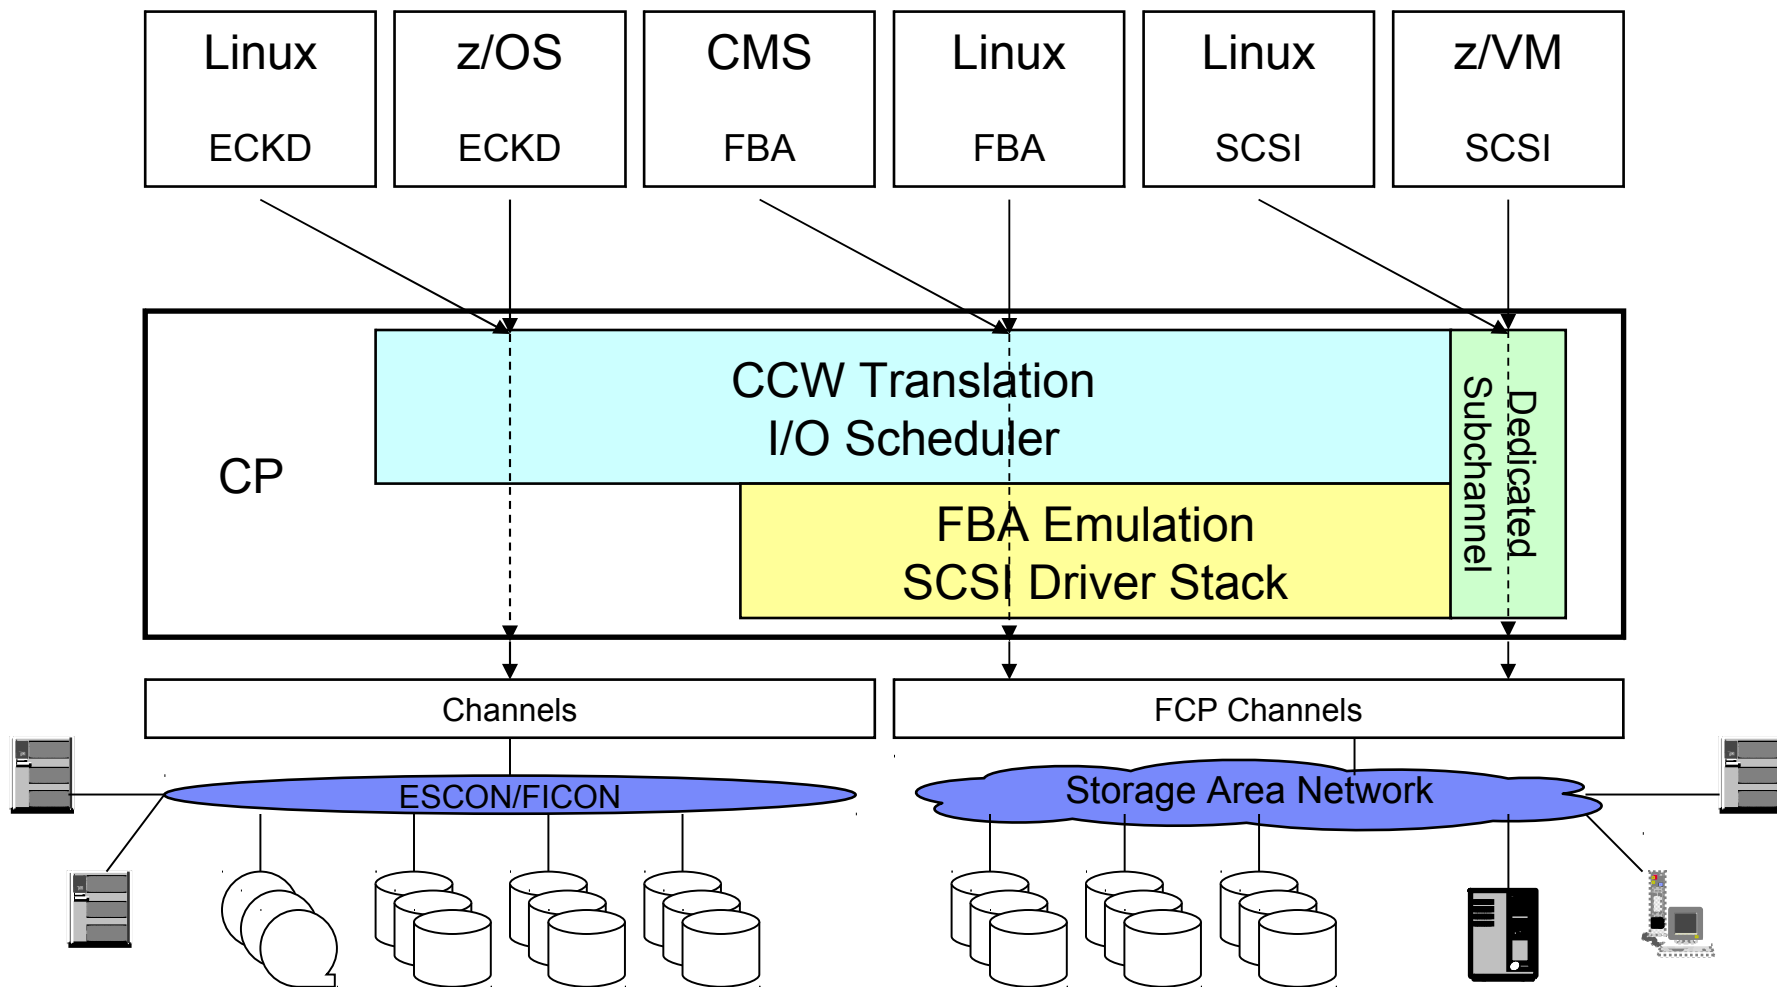 Linux
ECKD
z/OS
ECKD
CMS
FBA
Linux
FBA
Linux
SCSI
z/VM
SCSI
CP
CCW Translation
I/O Scheduler
FBA Emulation
SCSI Driver Stack
Dedicated
Subchannel
Channels
FCP Channels
ESCON/FICON
Storage Area Network